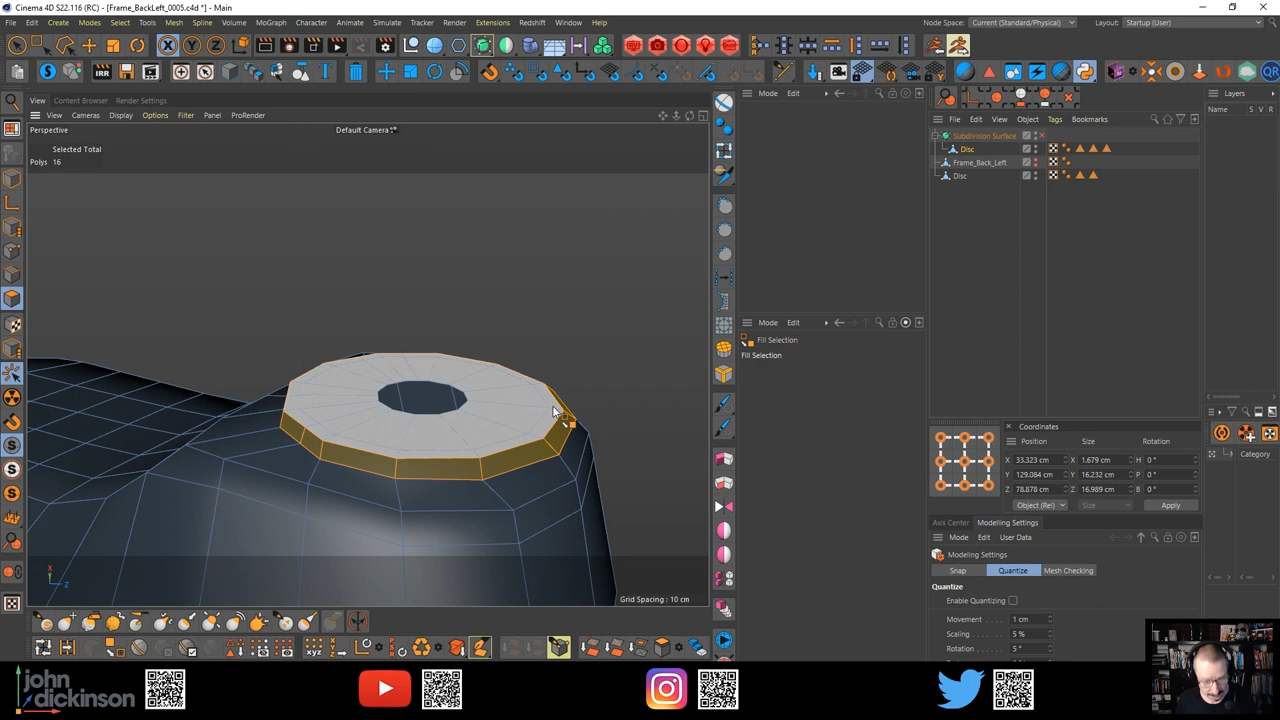 Cinema 4D S22.116 (RC) - [Frame_BackLeft_0005.c4d *] - Main
File Edit Create Modes Select Tools Mesh Splines Volume MoGraph Character Animate Simulate Tracker Render Extensions Redshift Window Help
Node Space: Current (Standard/Physical) Layout: Startup (User)
IRR
QR
View Content Browser Render Settings
View Cameras Display Options Filter Panel ProRender
Perspective
Default Camera
Selected Total
Polys 16
X
Z
Grid Spacing : 10 cm
Mode Edit
Mode Edit
Fill Selection
Fill Selection
File Edit View Object Tags Bookmarks
Subdivision Surface
Disc
Frame_Back_Left
Disc
Layers
Name S V R
Category
Coordinates
Position Size Rotation
X 33.323 cm X 1.679 cm H 0 °
Y 129.084 cm Y 16.232 cm P 0 °
Z 78.878 cm Z 16.989 cm B 0 °
Object (Rel) Size Apply
Axis Center Modelling Settings
Mode Edit User Data
Modeling Settings
Snap Quantize Mesh Checking
Quantize
Enable Quantizing
Movement 1 cm
Scaling 5 %
Rotation 5 °
john
dickinson